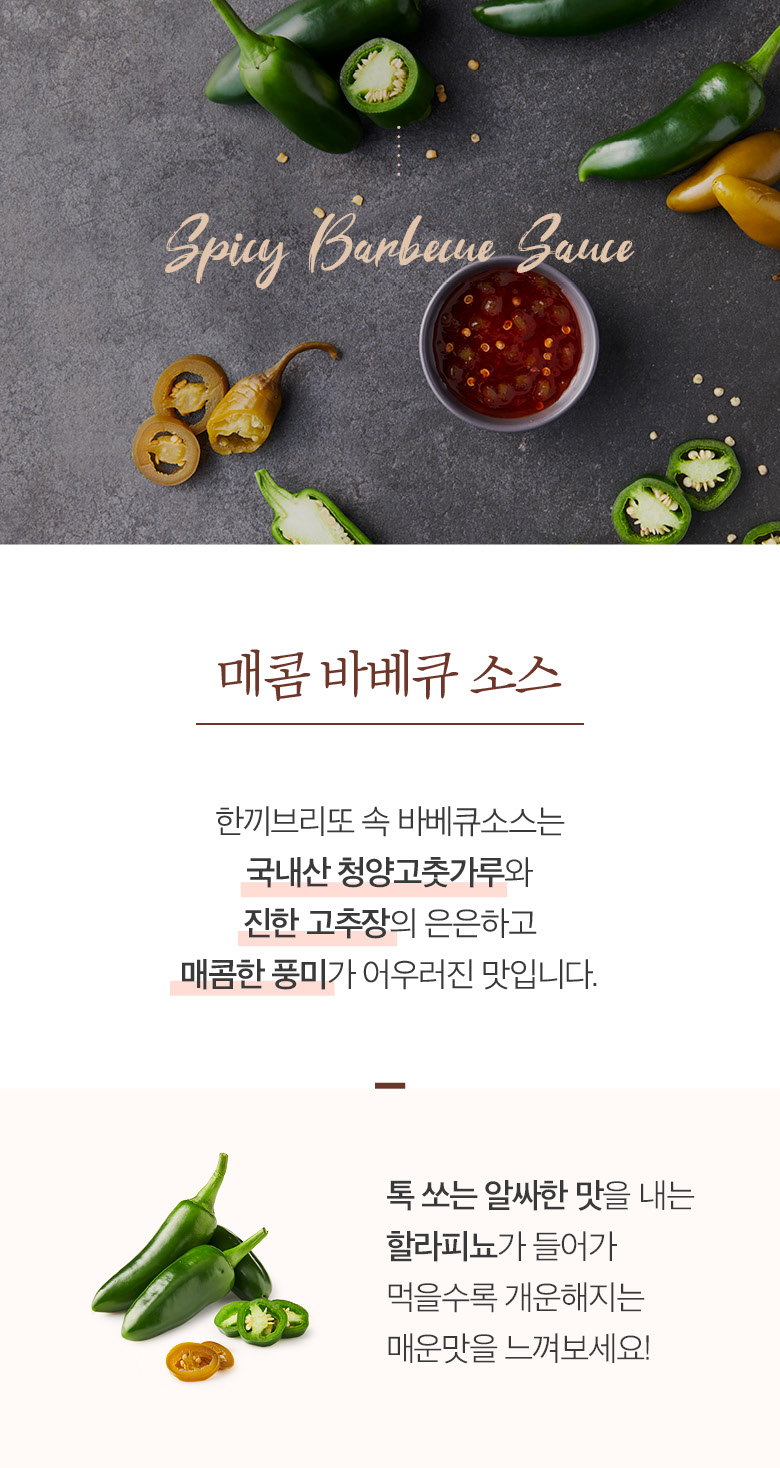 Spicy Barbecue Sauce
매콤 바베큐 소스
한끼브리또 속 바베큐소스는
국내산 청양고춧가루와
진한 고추장의 은은하고
매콤한 풍미가 어우러진 맛입니다.
톡 쏘는 알싸한 맛을 내는
할라피뇨가 들어가
먹을수록 개운해지는
매운맛을 느껴보세요!